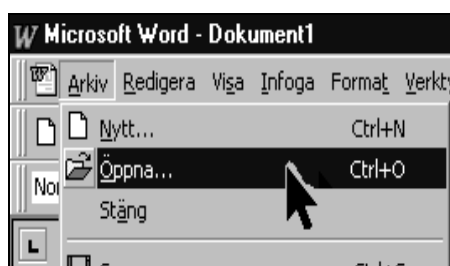 Microsoft Word - Dokument1
Arkiv Redigera Visa Infoga Format
Nytt... Ctrl+N
Öppna... Ctrl+O
Stäng